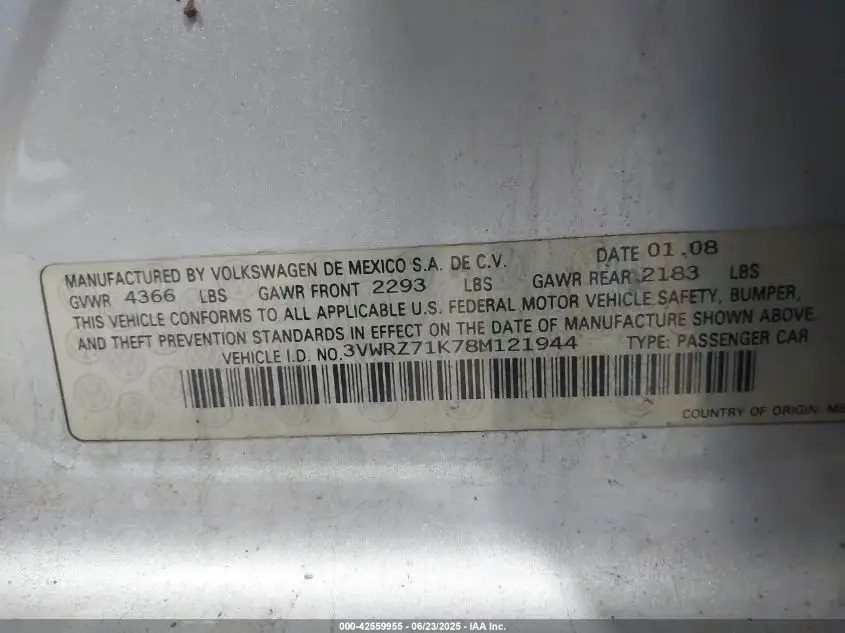 MANUFACTURED BY VOLKSWAGEN DE MEXICO S.A. DE C.V. DATE 01.08
GVWR 4366 LBS GAWR FRONT 2293 LBS GAWR REAR 2183 LBS
THIS VEHICLE CONFORMS TO ALL APPLICABLE U.S. FEDERAL MOTOR VEHICLE SAFETY, BUMPER,
AND THEFT PREVENTION STANDARDS IN EFFECT ON THE DATE OF MANUFACTURE SHOWN ABOVE.
VEHICLE I.D. NO.3VWRZ71K78M121944 TYPE: PASSENGER CAR
COUNTRY OF ORIGIN:
000-42559955 - 06/23/2025 - IAA Inc.